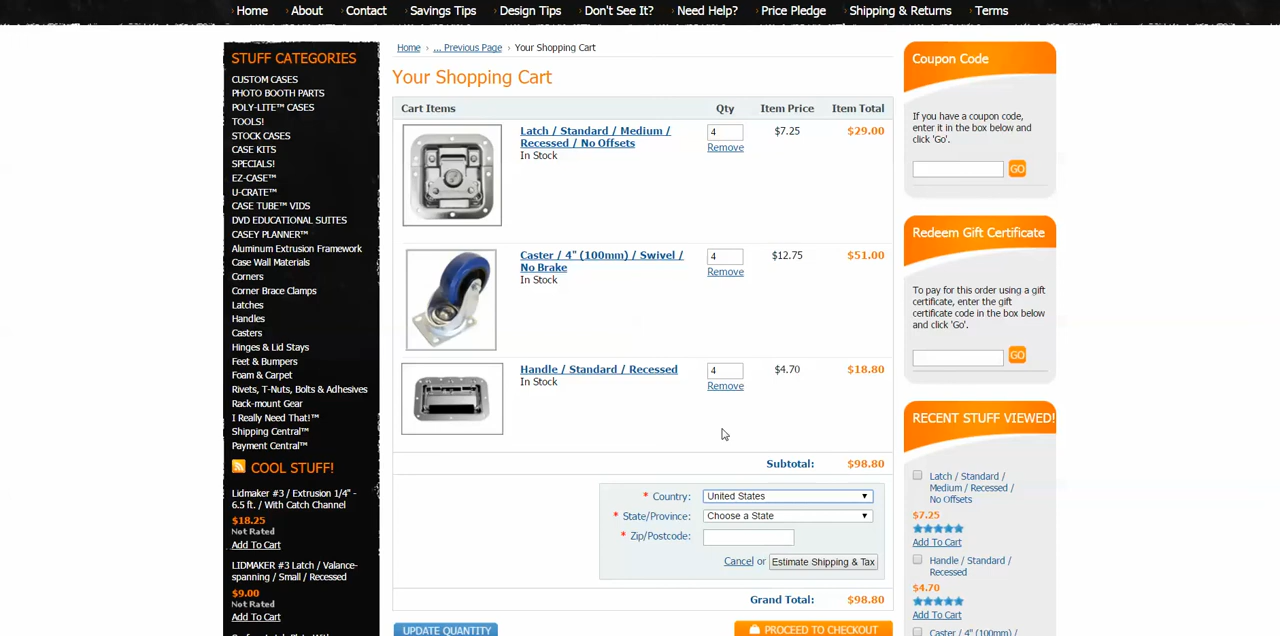 Home
About
Contact
Savings Tips
Design Tips
Don't See It?
Need Help?
Price Pledge
Shipping & Returns
Terms
STUFF CATEGORIES
CUSTOM CASES
PHOTO BOOTH PARTS
POLY-LITE™ CASES
TOOLS!
STOCK CASES
CASE KITS
SPECIALS!
EZ-CASE™
U-CRATE™
CASE TUBE™ VIDS
DVD EDUCATIONAL SUITES
CASEY PLANNER™
Aluminum Extrusion Framework
Case Wall Materials
Corners
Corner Brace Clamps
Latches
Handles
Casters
Hinges & Lid Stays
Feet & Bumpers
Foam & Carpet
Rivets, T-Nuts, Bolts & Adhesives
Rack-mount Gear
I Really Need That!™
Shipping Central™
Payment Central™
COOL STUFF!
Lidmaker #3 / Extrusion 1/4" -
6.5 ft. / With Catch Channel
$18.25
Not Rated
Add To Cart
LIDMAKER #3 Latch / Valance-
spanning / Small / Recessed
$9.00
Not Rated
Add To Cart
Home › ... Previous Page › Your Shopping Cart
Your Shopping Cart
Cart Items Qty Item Price Item Total
Latch / Standard / Medium /
Recessed / No Offsets
In Stock
4
Remove
$7.25
$29.00
Caster / 4" (100mm) / Swivel /
No Brake
In Stock
4
Remove
$12.75
$51.00
Handle / Standard / Recessed
In Stock
4
Remove
$4.70
$18.80
Subtotal: $98.80
* Country: United States
* State/Province: Choose a State
* Zip/Postcode:
Cancel or Estimate Shipping & Tax
Grand Total: $98.80
UPDATE QUANTITY
PROCEED TO CHECKOUT
Coupon Code
If you have a coupon code,
enter it in the box below and
click 'Go'.
GO
Redeem Gift Certificate
To pay for this order using a gift
certificate, enter the gift
certificate code in the box below
and click 'Go'.
GO
RECENT STUFF VIEWED!
Latch / Standard /
Medium / Recessed /
No Offsets
$7.25
Add To Cart
Handle / Standard /
Recessed
$4.70
Add To Cart
Caster / 4" (100mm) /